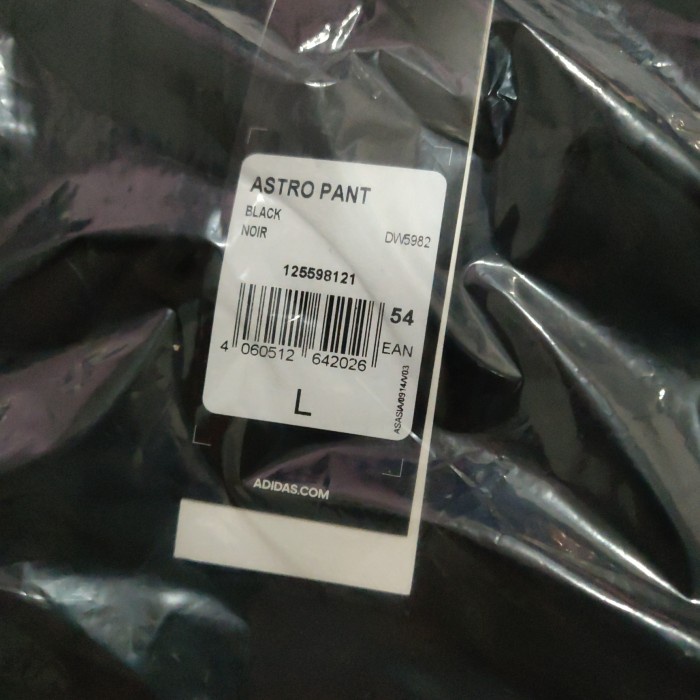 ASTRO PANT
BLACK
NOIR DW5982
125598121
54
4 060512 642026 EAN
L
ADIDAS.COM